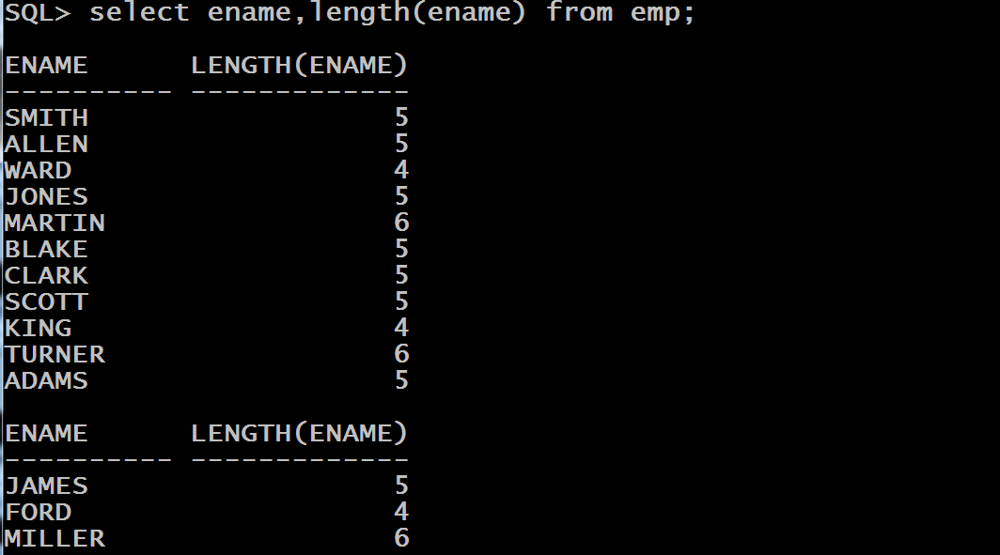 SQL> select ename,length(ename) from emp;
ENAME      LENGTH(ENAME)
---------- -------------
SMITH                  5
ALLEN                  5
WARD                   4
JONES                  5
MARTIN                 6
BLAKE                  5
CLARK                  5
SCOTT                  5
KING                   4
TURNER                 6
ADAMS                  5
ENAME      LENGTH(ENAME)
---------- -------------
JAMES                  5
FORD                   4
MILLER                 6